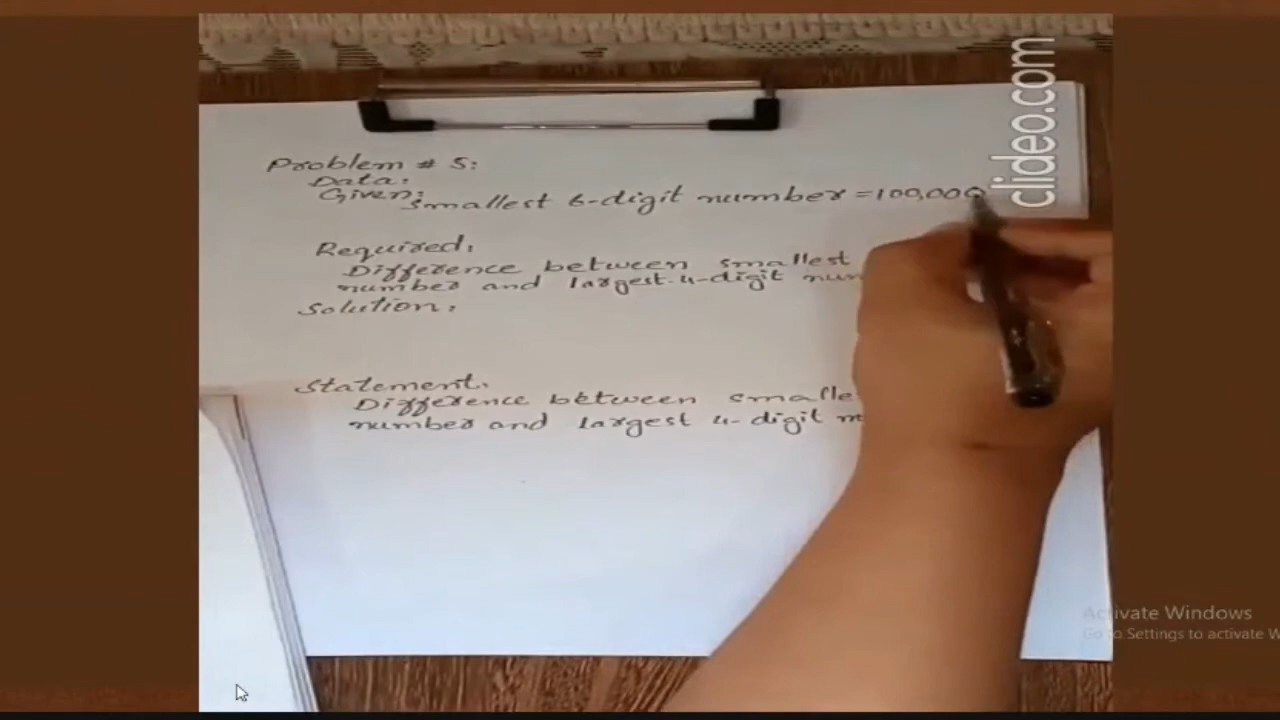 clideo.com
Problem # 5:
Data:
Given:
Smallest 6-digit number = 100,000
Required:
Difference between smallest
number and largest 4-digit
Solution:
Statement.
Difference between
number and largest 4-digit
Activate Windows
Go to Settings to activate W